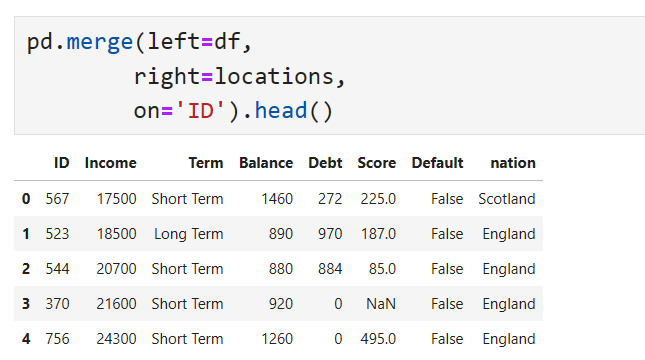 pd.merge(left=df,
right=locations,
on='ID').head()
ID Income Term Balance Debt Score Default nation
0 567 17500 Short Term 1460 272 225.0 False Scotland
1 523 18500 Long Term 890 970 187.0 False England
2 544 20700 Short Term 880 884 85.0 False England
3 370 21600 Short Term 920 0 NaN False England
4 756 24300 Short Term 1260 0 495.0 False England